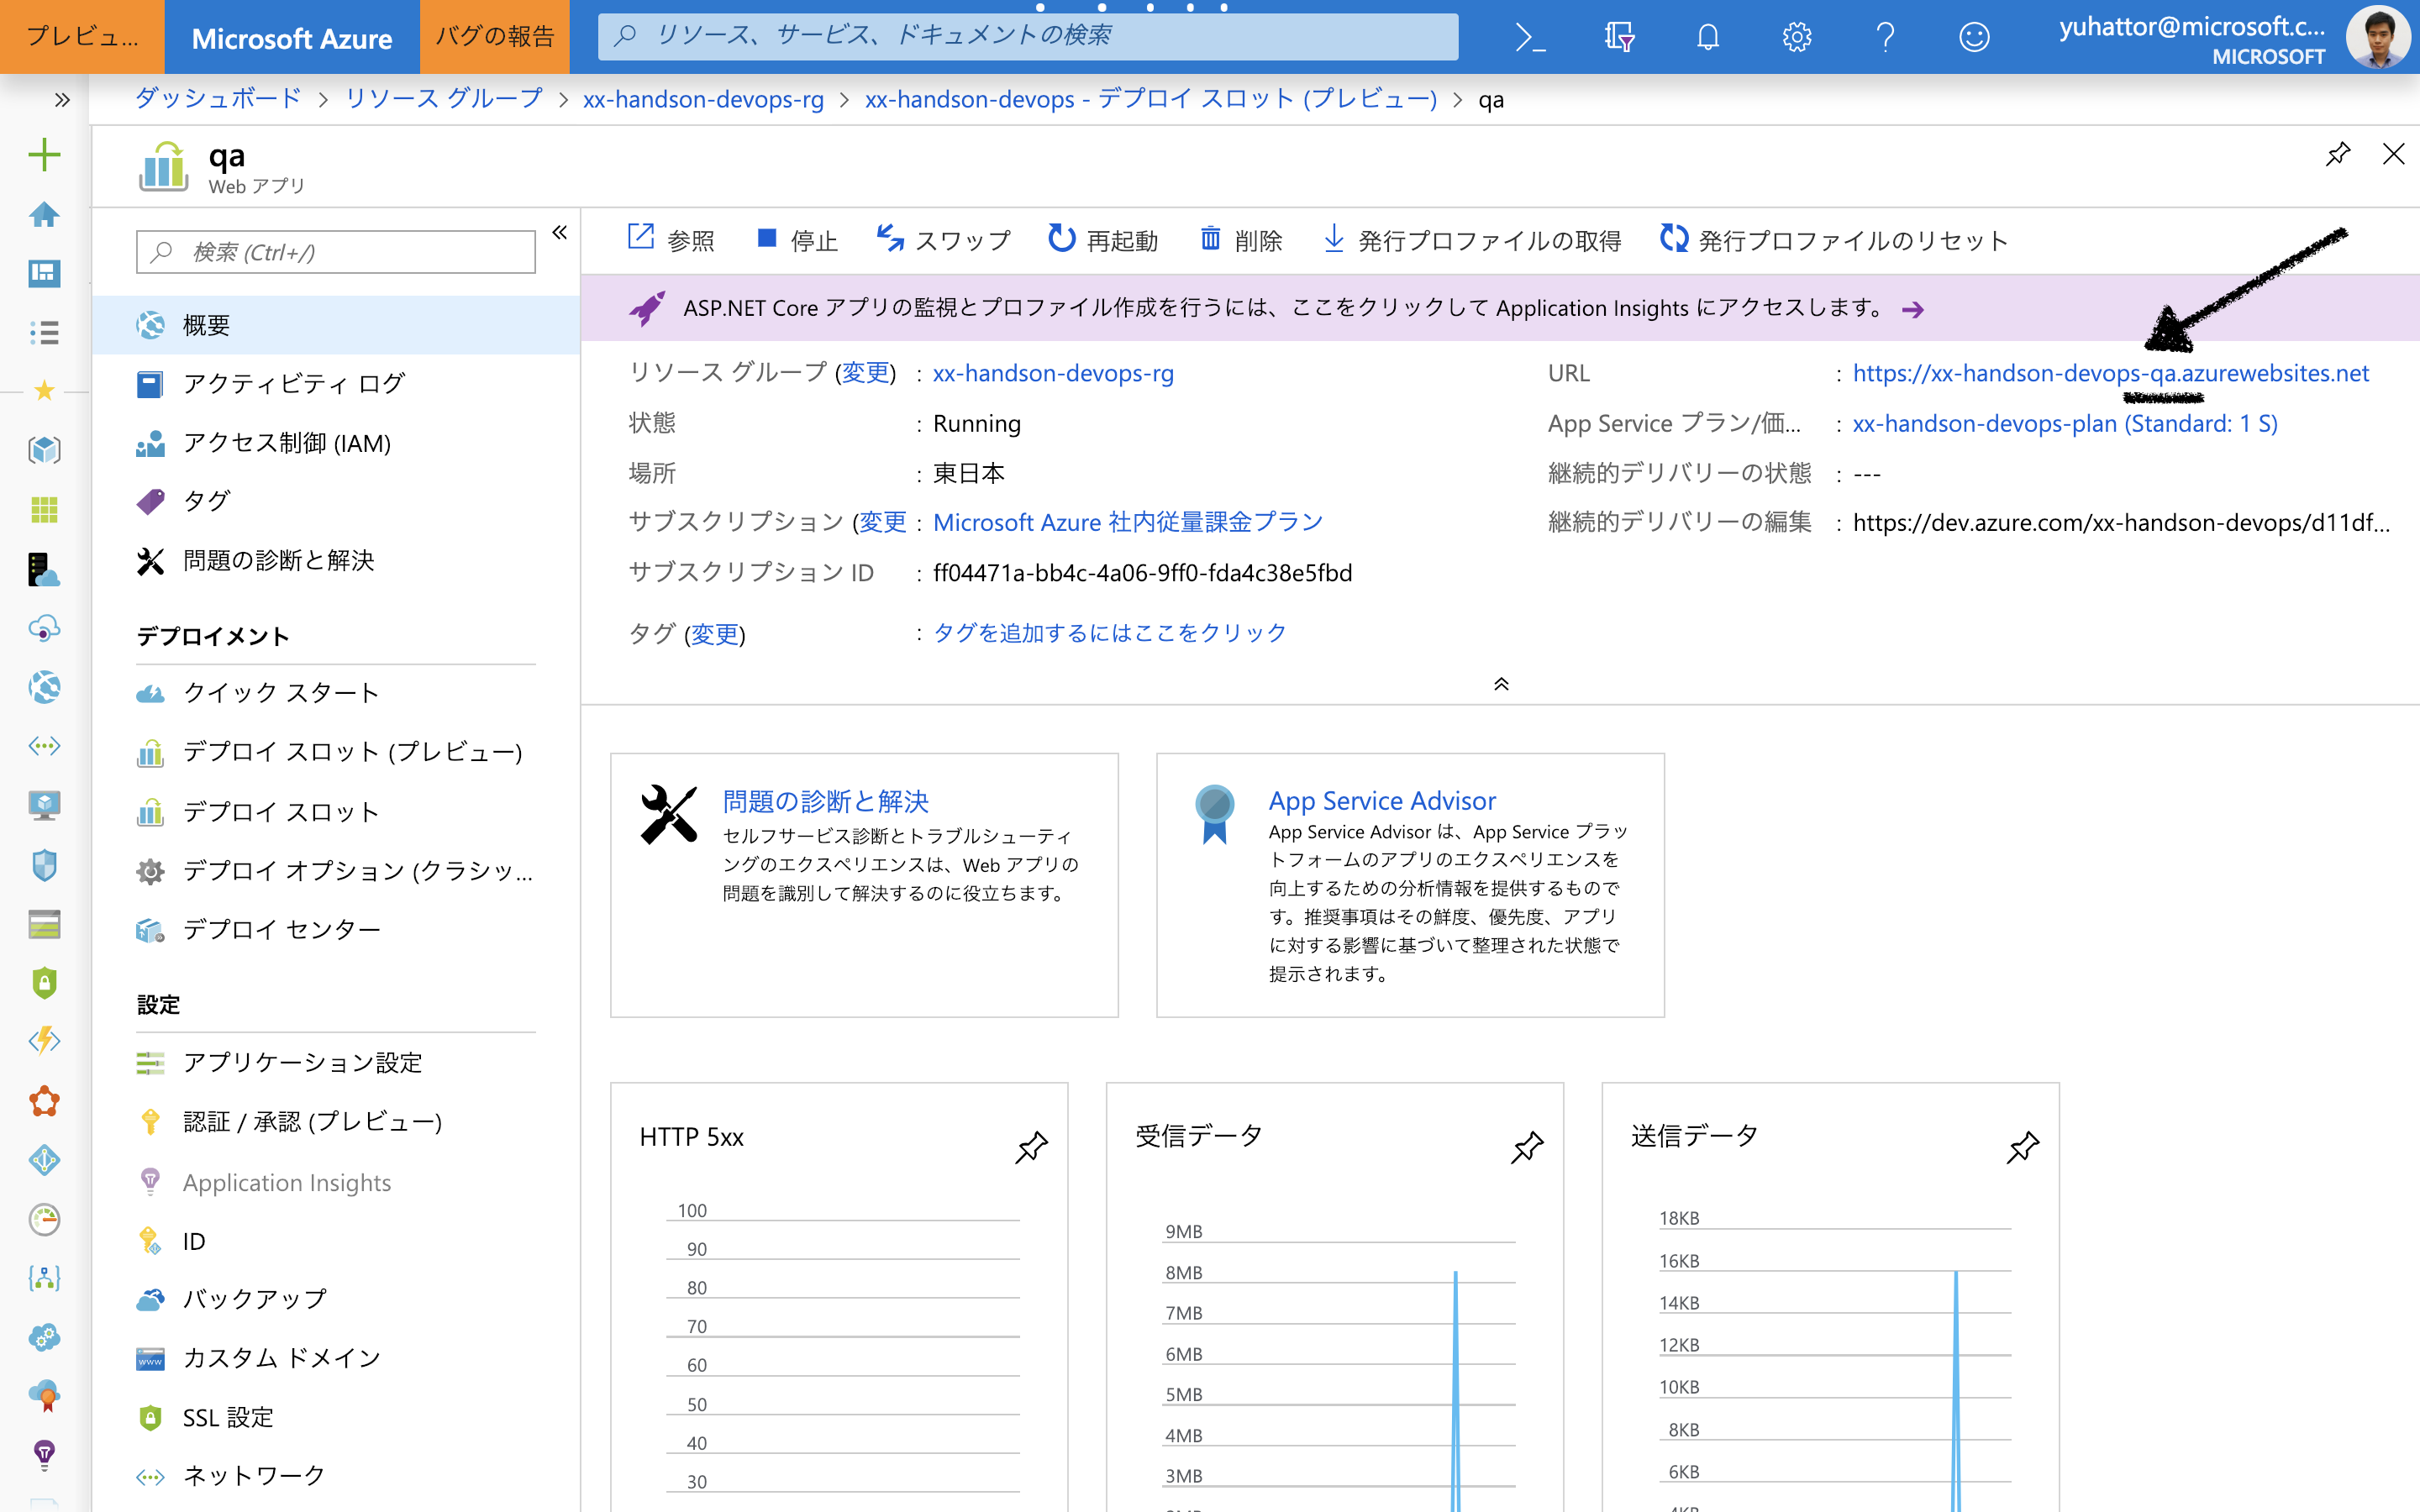 プレビュ...
Microsoft Azure
バグの報告
リソース、サービス、ドキュメントの検索
yuhattor@microsoft.c...
MICROSOFT
ダッシュボード > リソース グループ > xx-handson-devops-rg > xx-handson-devops - デプロイ スロット (プレビュー) > qa
qa
Web アプリ
検索 (Ctrl+/)
概要
アクティビティ ログ
アクセス制御 (IAM)
タグ
問題の診断と解決
デプロイメント
クイック スタート
デプロイ スロット (プレビュー)
デプロイ スロット
デプロイ オプション (クラシッ...
デプロイ センター
設定
アプリケーション設定
認証 / 承認 (プレビュー)
Application Insights
ID
バックアップ
カスタム ドメイン
SSL 設定
ネットワーク
参照 停止 スワップ 再起動 削除 発行プロファイルの取得 発行プロファイルのリセット
ASP.NET Core アプリの監視とプロファイル作成を行うには、ここをクリックして Application Insights にアクセスします。
リソース グループ (変更) : xx-handson-devops-rg
状態 : Running
場所 : 東日本
サブスクリプション (変更 : Microsoft Azure 社内従量課金プラン
サブスクリプション ID : ff04471a-bb4c-4a06-9ff0-fda4c38e5fbd
タグ (変更) : タグを追加するにはここをクリック
URL : https://xx-handson-devops-qa.azurewebsites.net
App Service プラン/価... : xx-handson-devops-plan (Standard: 1 S)
継続的デリバリーの状態 : ---
継続的デリバリーの編集 : https://dev.azure.com/xx-handson-devops/d11df...
問題の診断と解決
セルフサービス診断とトラブルシューティ
ングのエクスペリエンスは、Web アプリの
問題を識別して解決するのに役立ちます。
App Service Advisor
App Service Advisor は、App Service プラッ
トフォームのアプリのエクスペリエンスを
向上するための分析情報を提供するもので
す。推奨事項はその鮮度、優先度、アプリ
に対する影響に基づいて整理された状態で
提示されます。
HTTP 5xx
100
90
80
70
60
50
40
30
受信データ
9MB
8MB
7MB
6MB
5MB
4MB
3MB
送信データ
18KB
16KB
14KB
12KB
10KB
8KB
6KB